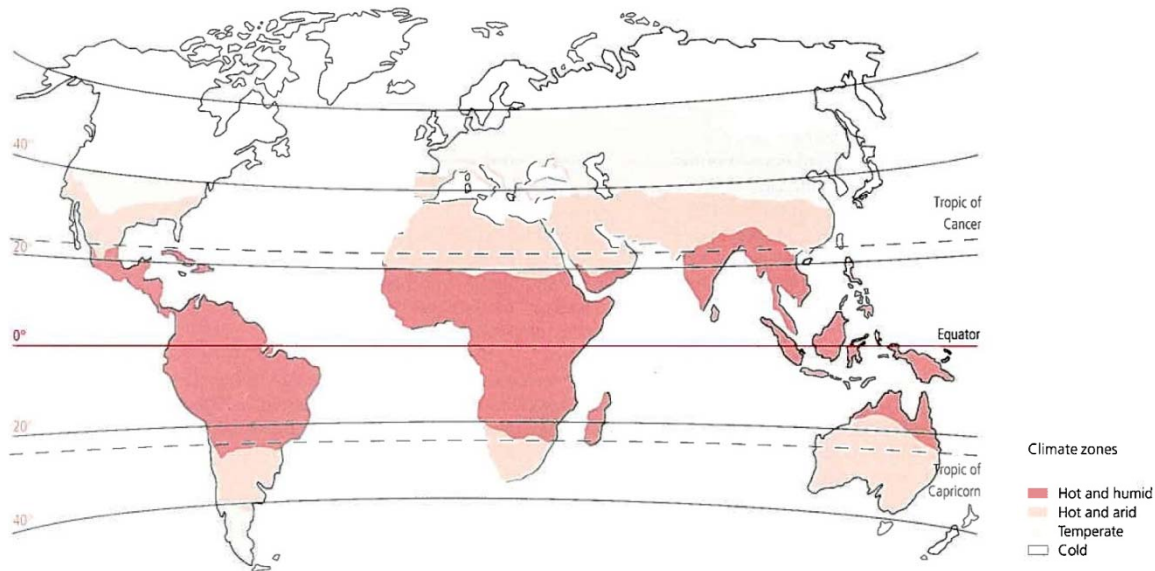 40°
Tropic of
Cancer
20°
0°
Equator
20°
Tropic of
Capricorn
40°
Climate zones
Hot and humid
Hot and arid
Temperate
Cold